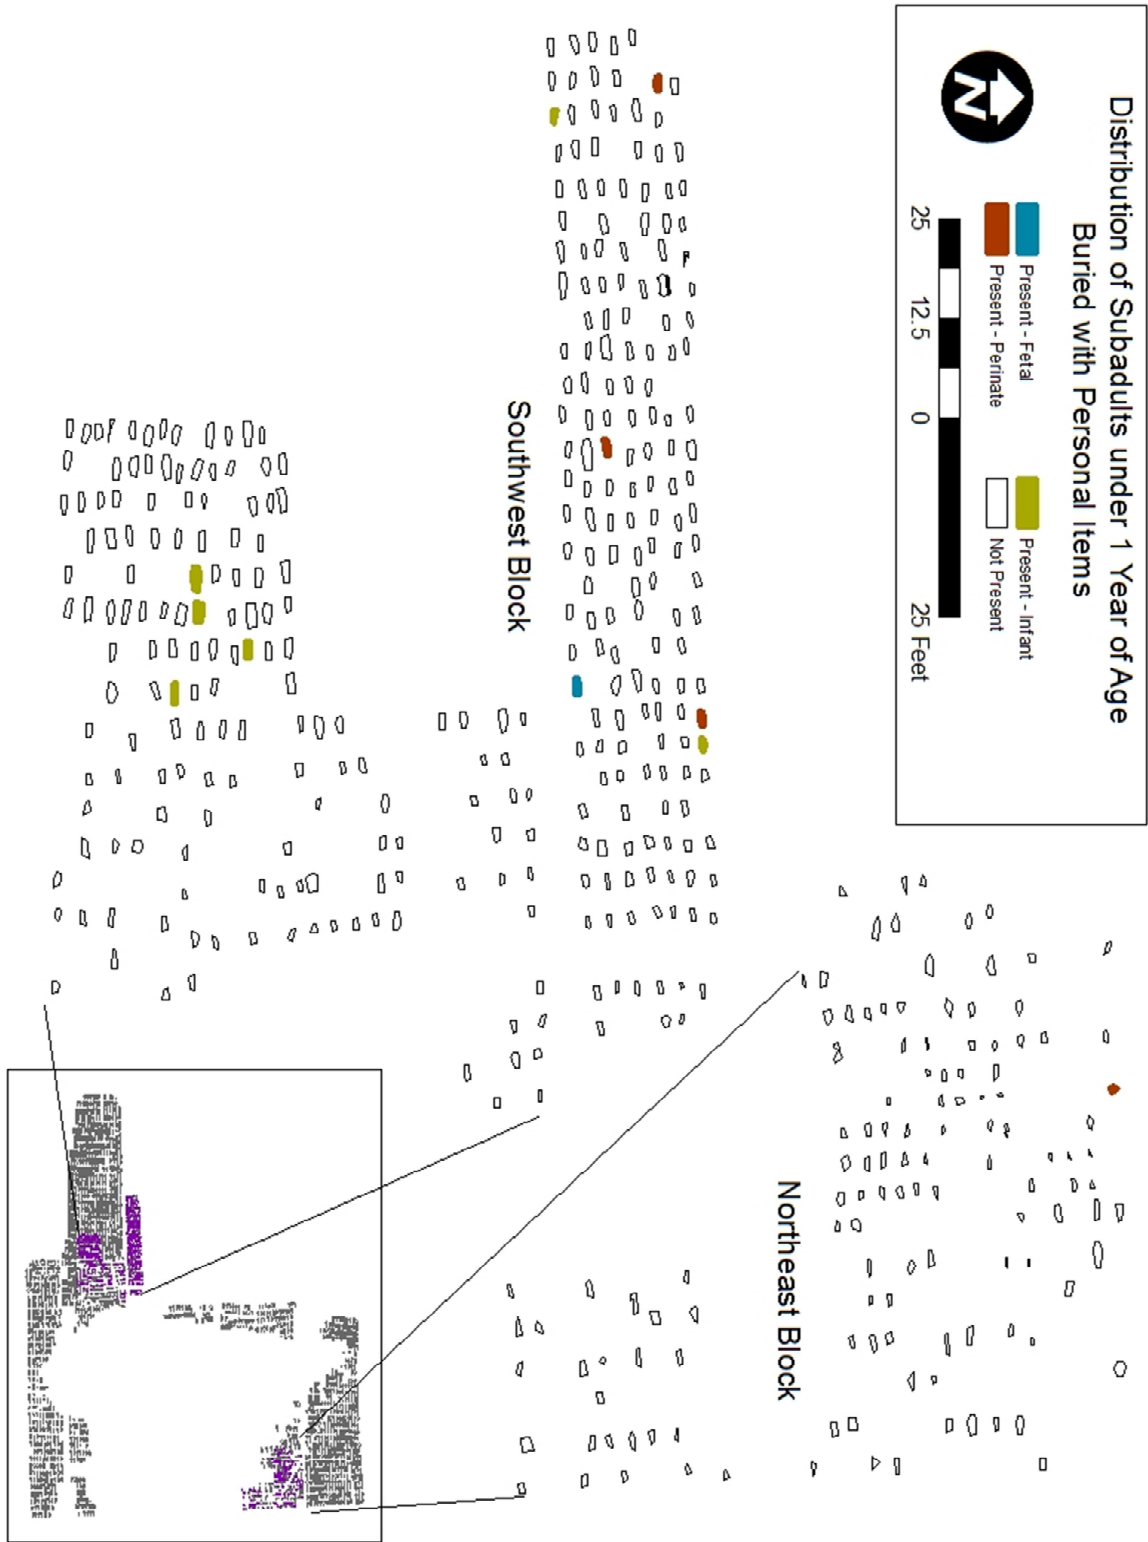 Distribution of Subadults under 1 Year of Age
Buried with Personal Items
N
Present - Fetal
Present - Infant
Present - Perinate
Not Present
25 12.5 0 25 Feet
Southwest Block
Northeast Block